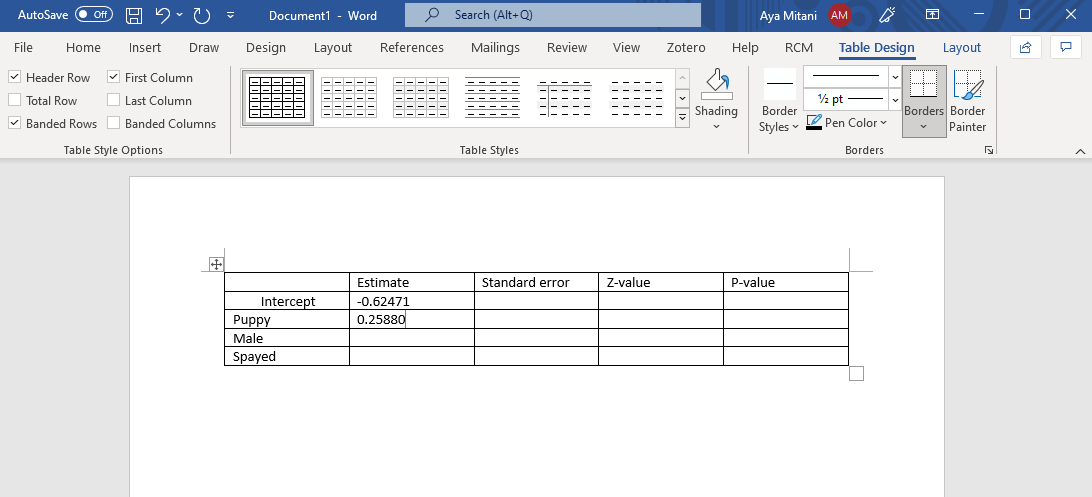 AutoSave Off Document1 - Word Search (Alt+Q) Aya Mitani AM
File Home Insert Draw Design Layout References Mailings Review View Zotero Help RCM Table Design Layout
Header Row First Column
Total Row Last Column
Banded Rows Banded Columns
Table Style Options
Table Styles
Shading
Border Styles
½ pt
Pen Color
Borders
Border Painter
Borders
Estimate Standard error Z-value P-value
Intercept -0.62471
Puppy 0.25880
Male
Spayed